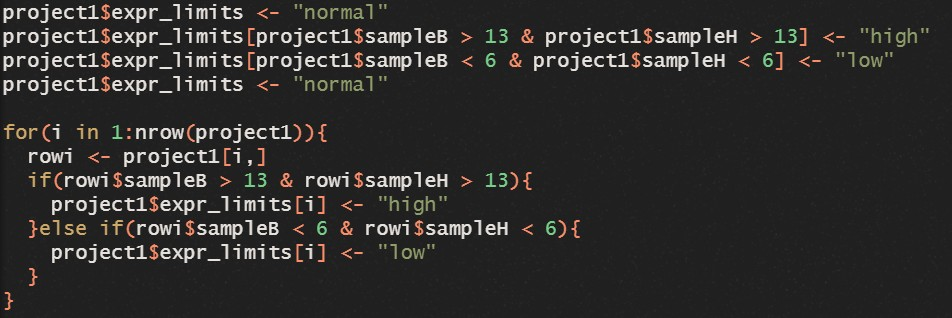 project1$expr_limits <- "normal"
project1$expr_limits[project1$sampleB > 13 & project1$sampleH > 13] <- "high"
project1$expr_limits[project1$sampleB < 6 & project1$sampleH < 6] <- "low"
project1$expr_limits <- "normal"

for(i in 1:nrow(project1)){
  rowi <- project1[i,]
  if(rowi$sampleB > 13 & rowi$sampleH > 13){
    project1$expr_limits[i] <- "high"
  }else if(rowi$sampleB < 6 & rowi$sampleH < 6){
    project1$expr_limits[i] <- "low"
  }
}